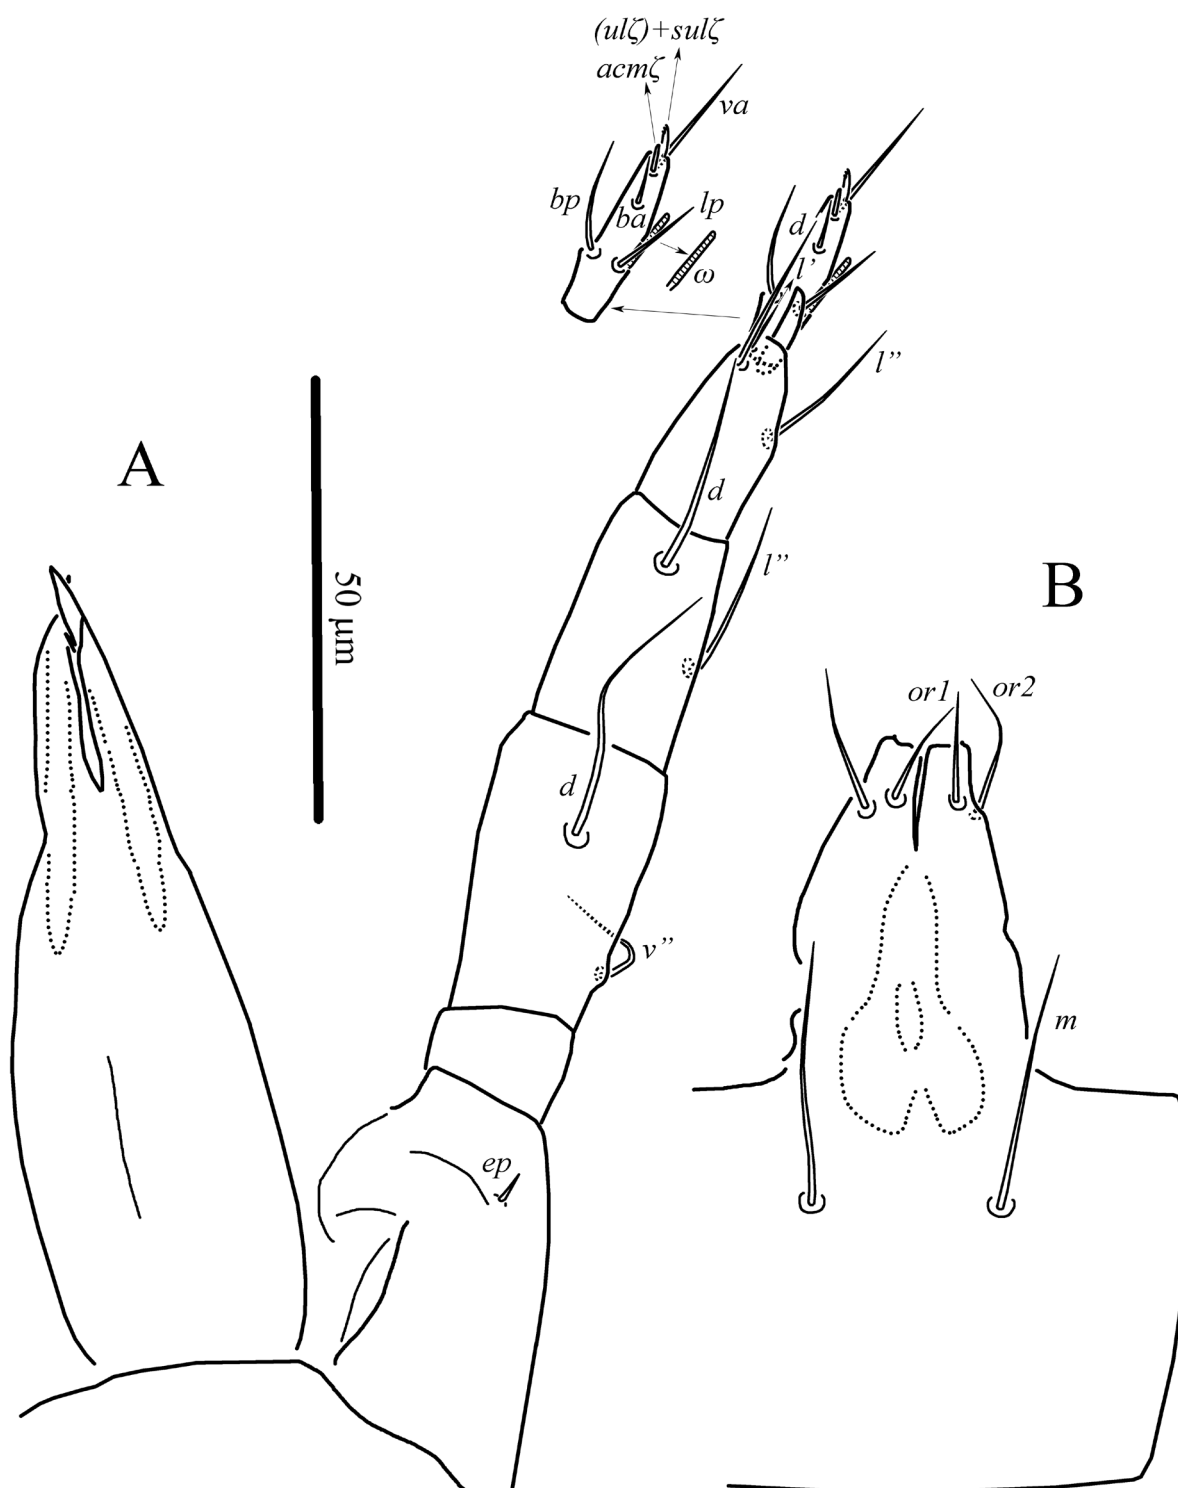 (ulζ)+sulζ
acmζ
va
bp
ba
lp
ω
d
l’
l”
A
d
l”
50 µm
B
or1
or2
d
v”
m
ep